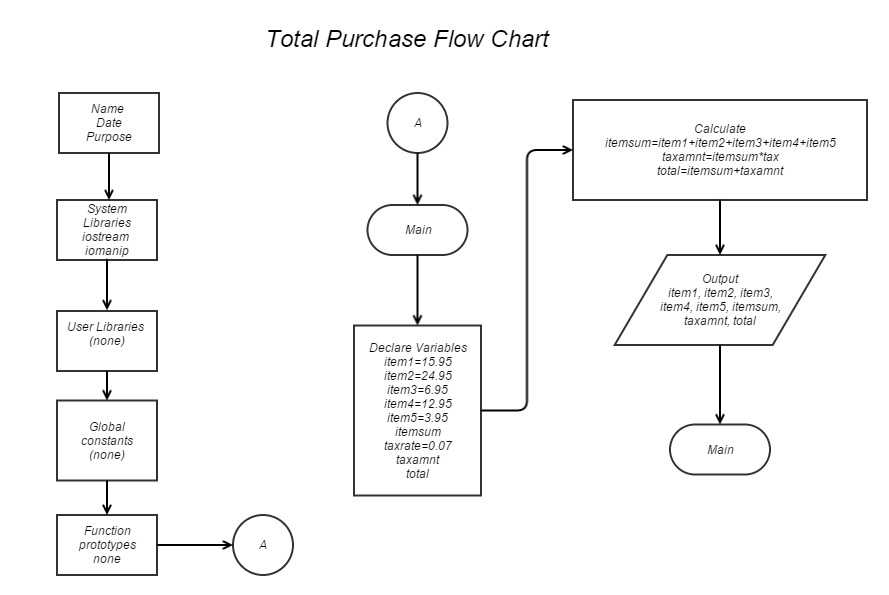 Total Purchase Flow Chart
Name
Date
Purpose
System
Libraries
iostream
iomanip
User Libraries
(none)
Global
constants
(none)
Function
prototypes
none
A
A
Main
Declare Variables
item1=15.95
item2=24.95
item3=6.95
item4=12.95
item5=3.95
itemsum
taxrate=0.07
taxamnt
total
Calculate
itemsum=item1+item2+item3+item4+item5
taxamnt=itemsum*tax
total=itemsum+taxamnt
Output
item1, item2, item3,
item4, item5, itemsum,
taxamnt, total
Main